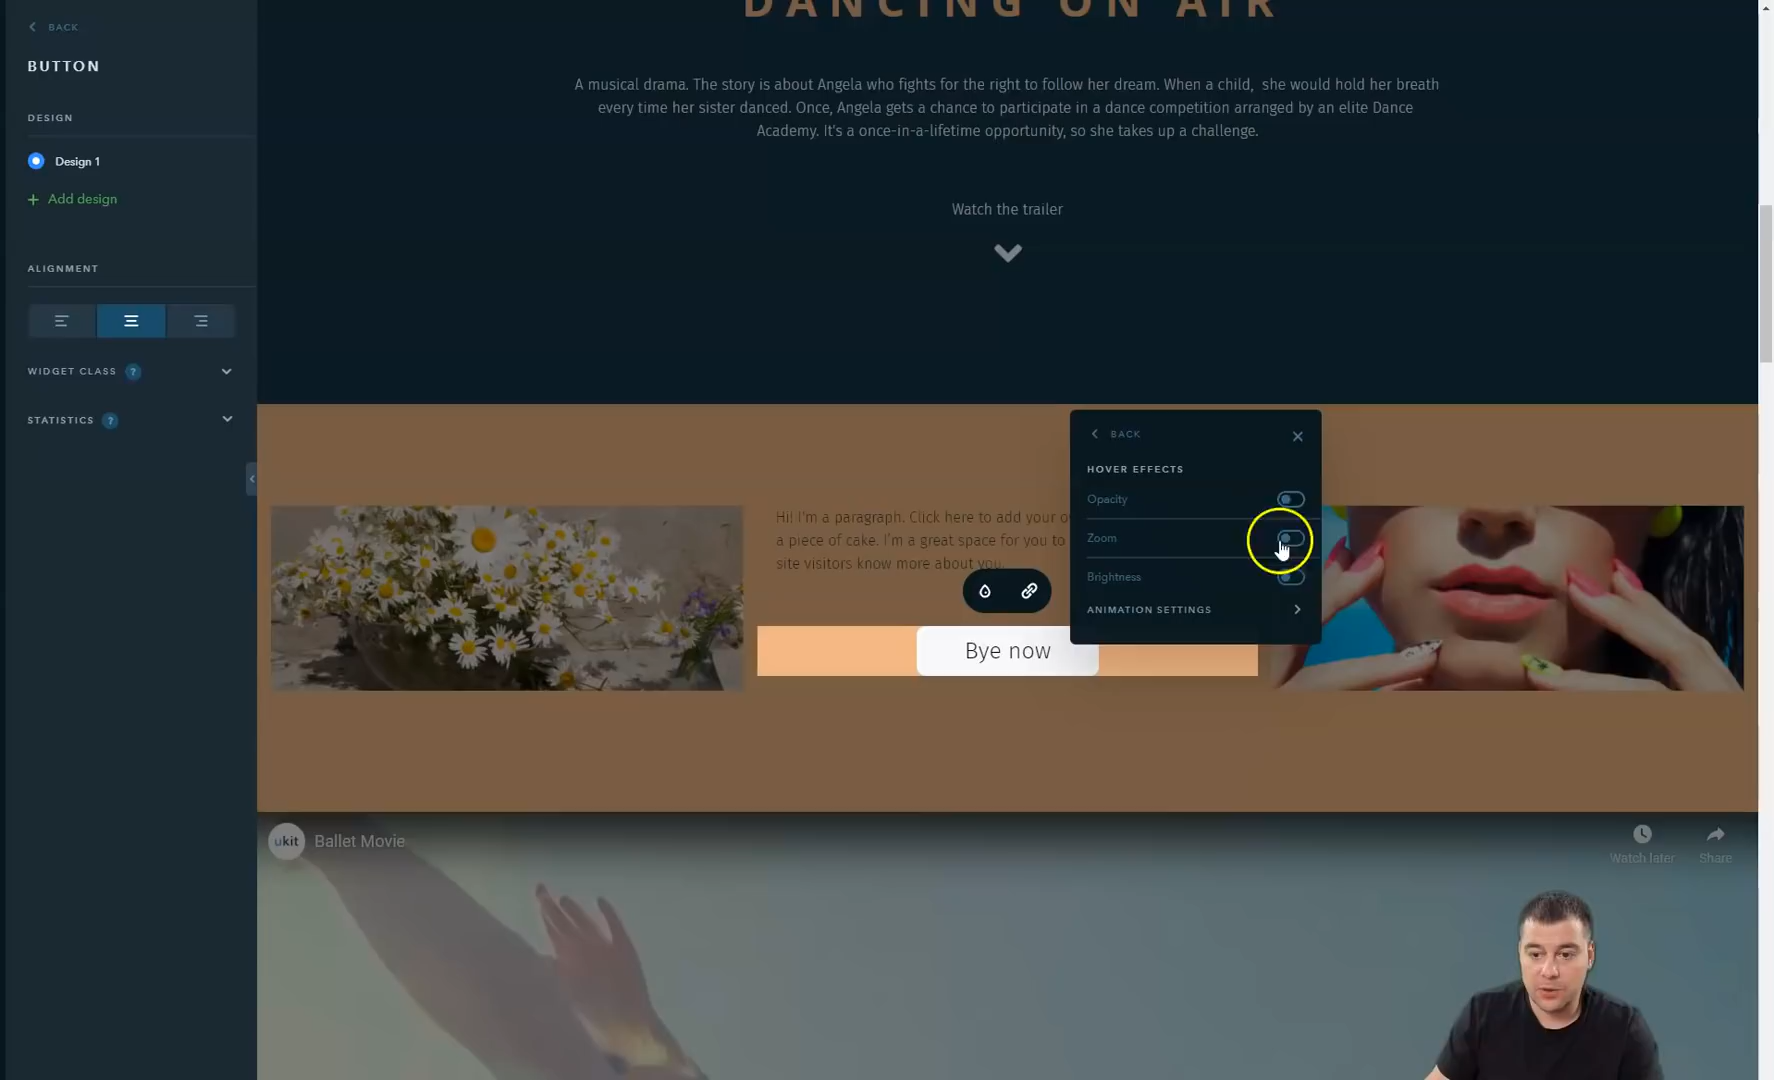 BACK
BUTTON
DESIGN
Design 1
+ Add design
ALIGNMENT
WIDGET CLASS ?
STATISTICS ?
DANCING ON AIR
A musical drama. The story is about Angela who fights for the right to follow her dream. When a child, she would hold her breath
every time her sister danced. Once, Angela gets a chance to participate in a dance competition arranged by an elite Dance
Academy. It's a once-in-a-lifetime opportunity, so she takes up a challenge.
Watch the trailer
BACK
HOVER EFFECTS
Opacity
Zoom
Brightness
ANIMATION SETTINGS
Hi! I'm a paragraph. Click here to add your
a piece of cake. I'm a great space for you to
site visitors know more about you.
Bye now
ukit Ballet Movie
Watch later
Share